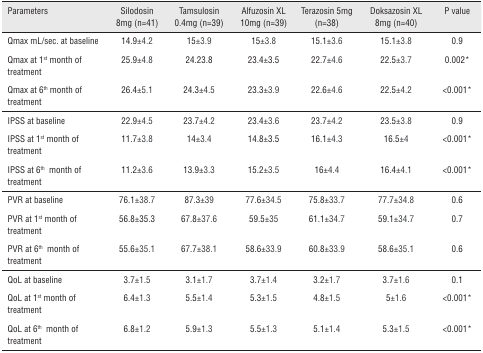 Parameters Silodosin Tamsulosin Alfuzosin XL Terazosin 5mg Doksazosin XL P value
8mg (n=41) 0.4mg (n=39) 10mg (n=39) (n=38) 8mg (n=40)
Qmax mL/sec. at baseline 14.9±4.2 15±3.9 15±3.8 15.1±3.6 15.1±3.8 0.9
Qmax at 1st month of 25.9±4.8 24.23.8 23.4±3.5 22.7±4.6 22.5±3.7 0.002*
treatment
Qmax at 6th month of 26.4±5.1 24.3±4.5 23.3±3.9 22.6±4.6 22.5±4.2 <0.001*
treatment
IPSS at baseline 22.9±4.5 23.7±4.2 23.4±3.6 23.7±4.2 23.5±3.8 0.9
IPSS at 1st month of 11.7±3.8 14±3.4 14.8±3.5 16.1±4.3 16.5±4 <0.001*
treatment
IPSS at 6th month of 11.2±3.6 13.9±3.3 15.2±3.5 16±4.4 16.4±4.1 <0.001*
treatment
PVR at baseline 76.1±38.7 87.3±39 77.6±34.5 75.8±33.7 77.7±34.8 0.6
PVR at 1st month of 56.8±35.3 67.8±37.6 59.5±35 61.1±34.7 59.1±34.7 0.7
treatment
PVR at 6th month of 55.6±35.1 67.7±38.1 58.6±33.9 60.8±33.9 58.6±35.1 0.6
treatment
QoL at baseline 3.7±1.5 3.1±1.7 3.7±1.4 3.2±1.7 3.7±1.6 0.1
QoL at 1st month of 6.4±1.3 5.5±1.4 5.3±1.5 4.8±1.5 5±1.6 <0.001*
treatment
QoL at 6th month of 6.8±1.2 5.9±1.3 5.5±1.3 5.1±1.4 5.3±1.5 <0.001*
treatment